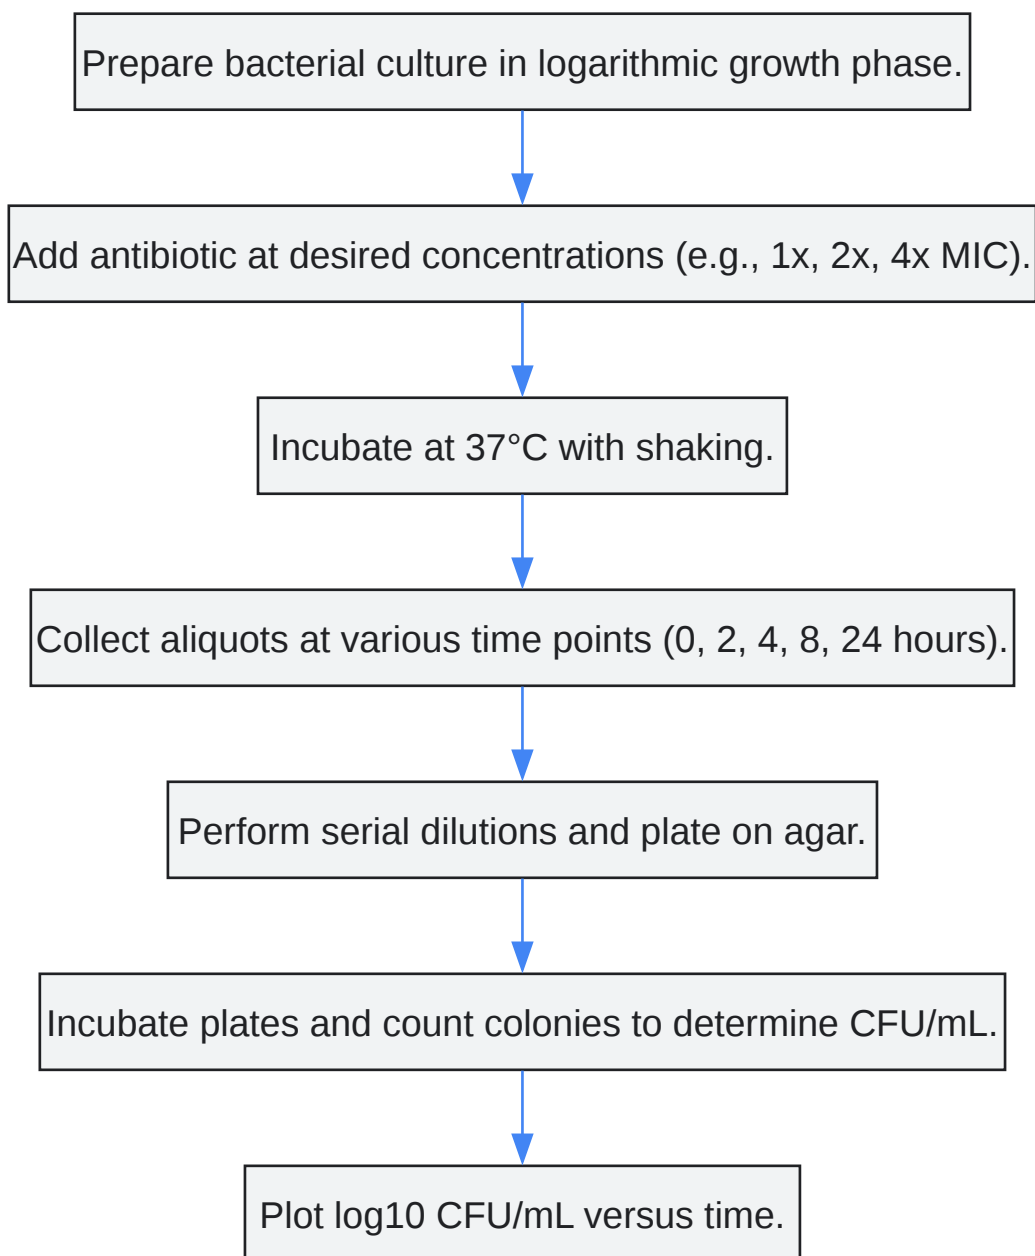 Prepare bacterial culture in logarithmic growth phase.
Add antibiotic at desired concentrations (e.g., 1x, 2x, 4x MIC).
Incubate at 37°C with shaking.
Collect aliquots at various time points (0, 2, 4, 8, 24 hours).
Perform serial dilutions and plate on agar.
Incubate plates and count colonies to determine CFU/mL.
Plot log10 CFU/mL versus time.